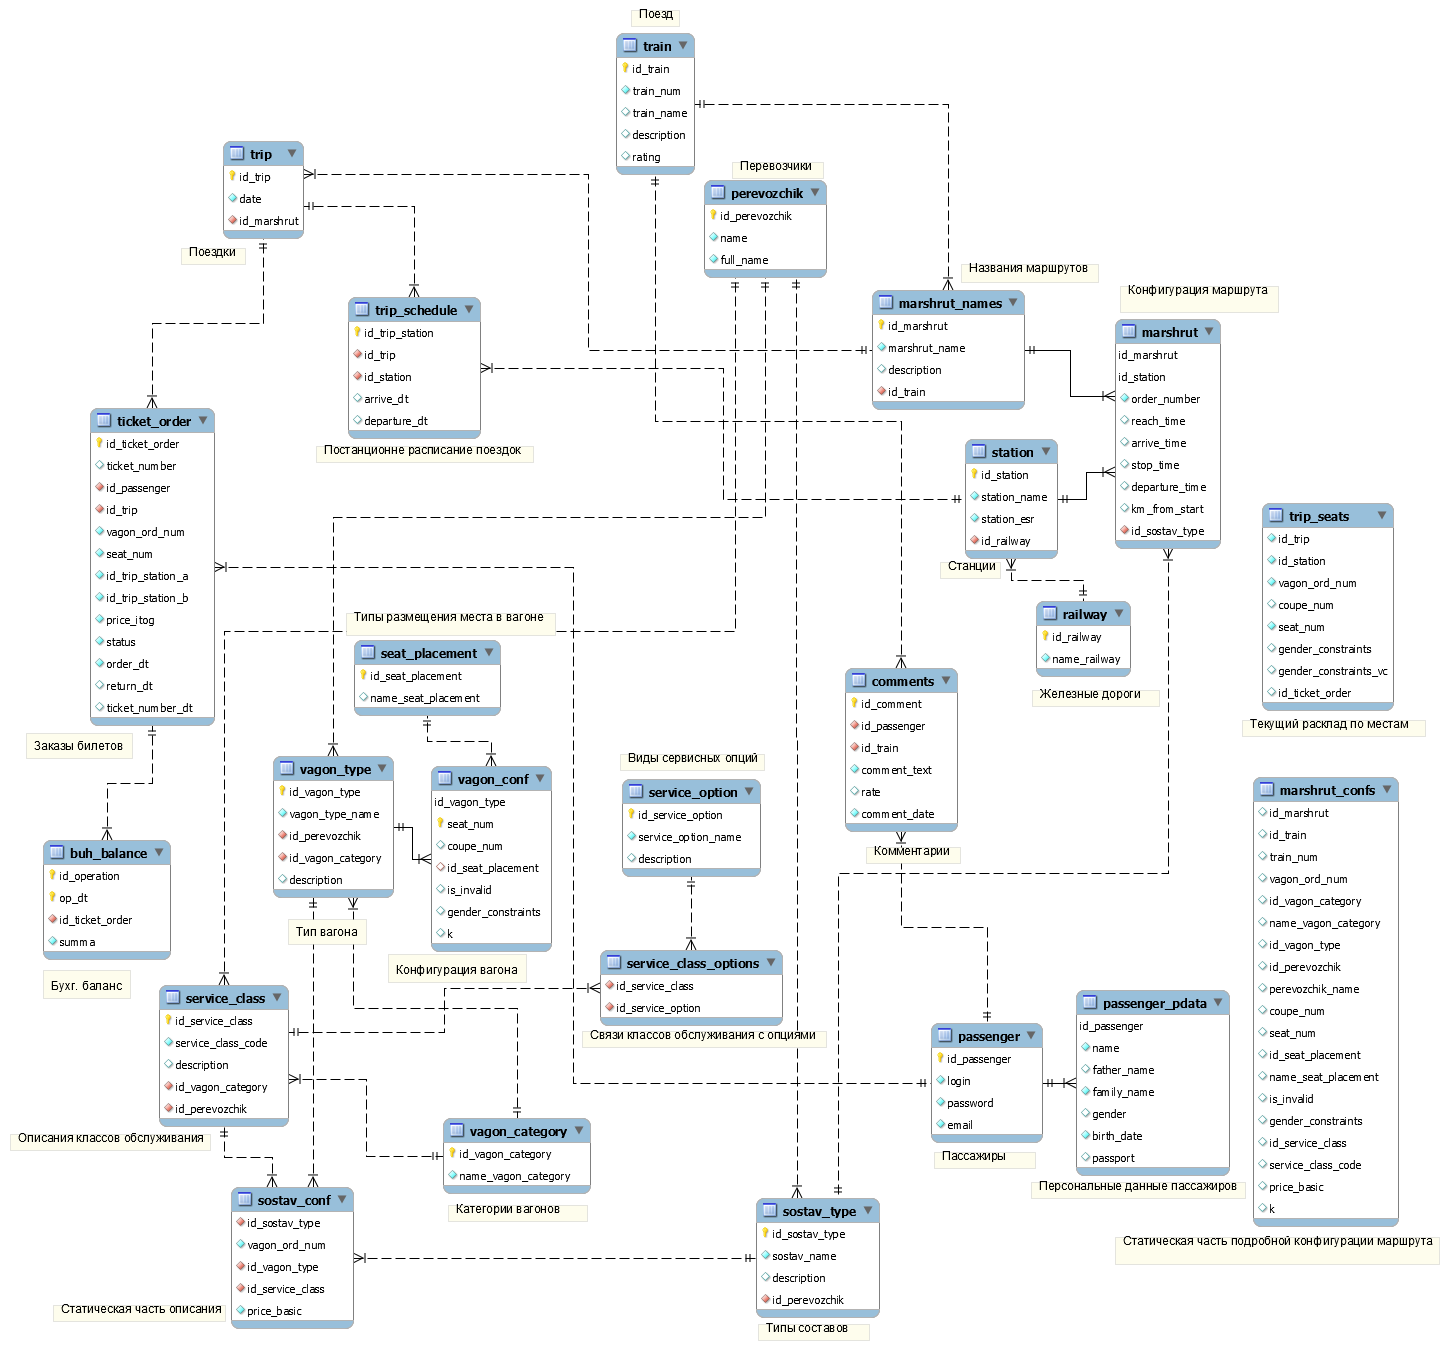 Поезд
train
id_train
train_num
train_name
description
rating
trip
id_trip
date
id_marshrut
Поездки
Перевозчики
perevozchik
id_perevozchik
name
full_name
Названия маршрутов
marshrut_names
id_marshrut
marshrut_name
description
id_train
Конфигурация маршрута
marshrut
id_marshrut
id_station
order_number
reach_time
arrive_time
stop_time
departure_time
km_from_start
id_sostav_type
trip_schedule
id_trip_station
id_trip
id_station
arrive_dt
departure_dt
Постанционне расписание поездок
ticket_order
id_ticket_order
ticket_number
id_passenger
id_trip
vagon_ord_num
seat_num
id_trip_station_a
id_trip_station_b
price_itog
status
order_dt
return_dt
ticket_number_dt
Заказы билетов
station
id_station
station_name
station_esr
id_railway
Станции
railway
id_railway
name_railway
Железные дороги
trip_seats
id_trip
id_station
vagon_ord_num
coupe_num
seat_num
gender_constraints
gender_constraints_vc
id_ticket_order
Текущий расклад по местам
Типы размещения места в вагоне
seat_placement
id_seat_placement
name_seat_placement
comments
id_comment
id_passenger
id_train
comment_text
rate
comment_date
Комментарии
vagon_type
id_vagon_type
vagon_type_name
id_perevozchik
id_vagon_category
description
Тип вагона
vagon_conf
id_vagon_type
seat_num
coupe_num
id_seat_placement
is_invalid
gender_constraints
k
Конфигурация вагона
Виды сервисных опций
service_option
id_service_option
service_option_name
description
marshrut_confs
id_marshrut
id_train
train_num
vagon_ord_num
id_vagon_category
name_vagon_category
id_vagon_type
id_perevozchik
perevozchik_name
coupe_num
seat_num
id_seat_placement
name_seat_placement
is_invalid
gender_constraints
id_service_class
service_class_code
price_basic
k
Статическая часть подробной конфигурации маршрута
buh_balance
id_operation
op_dt
id_ticket_order
summa
Бухг. баланс
service_class_options
id_service_class
id_service_option
Связи классов обслуживания с опциями
service_class
id_service_class
service_class_code
description
id_vagon_category
id_perevozchik
Описания классов обслуживания
passenger
id_passenger
login
password
email
Пассажиры
passenger_pdata
id_passenger
name
father_name
family_name
gender
birth_date
passport
Персональные данные пассажиров
vagon_category
id_vagon_category
name_vagon_category
Категории вагонов
sostav_conf
id_sostav_type
vagon_ord_num
id_vagon_type
id_service_class
price_basic
Статическая часть описания
sostav_type
id_sostav_type
sostav_name
description
id_perevozchik
Типы составов